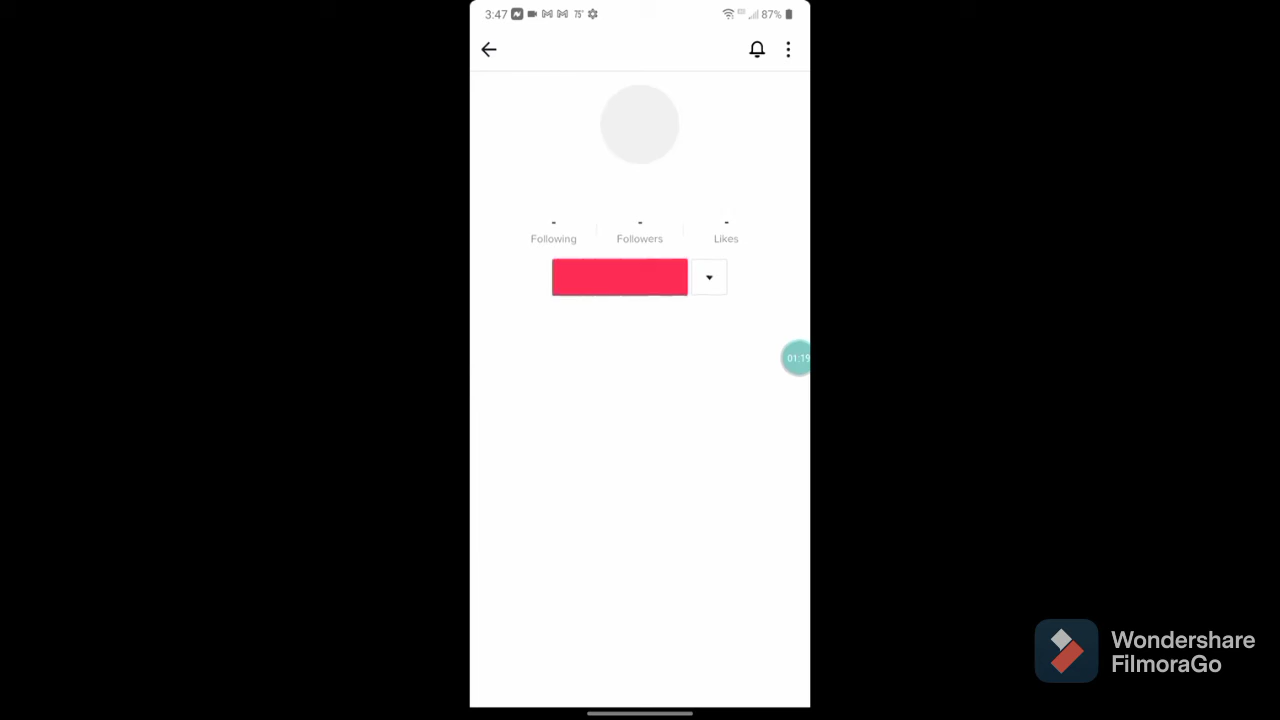 3:47 75° 87%
- - -
Following Followers Likes
01:19
Wondershare
FilmoraGo